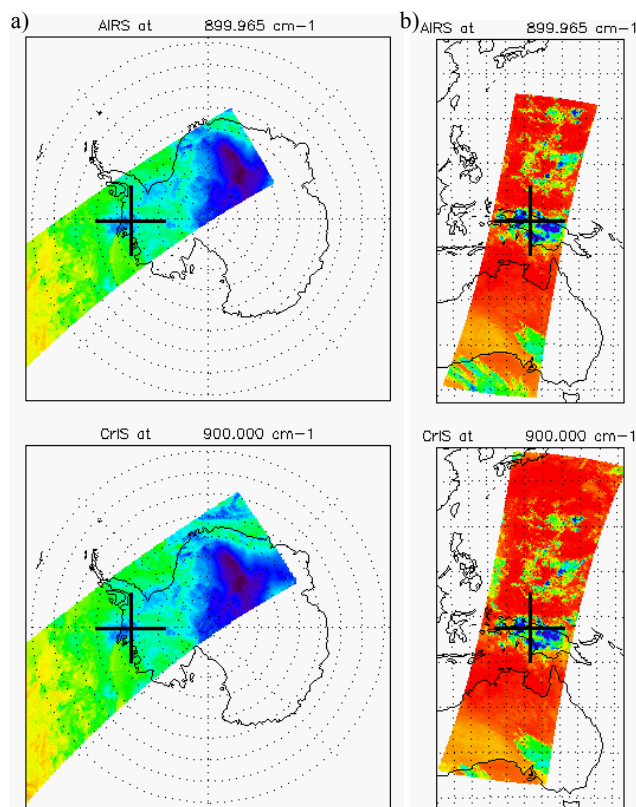 a)
AIRS at 899.965 cm−1
b)
AIRS at 899.965 cm−1
CrIS at 900.000 cm−1
CrIS at 900.000 cm−1